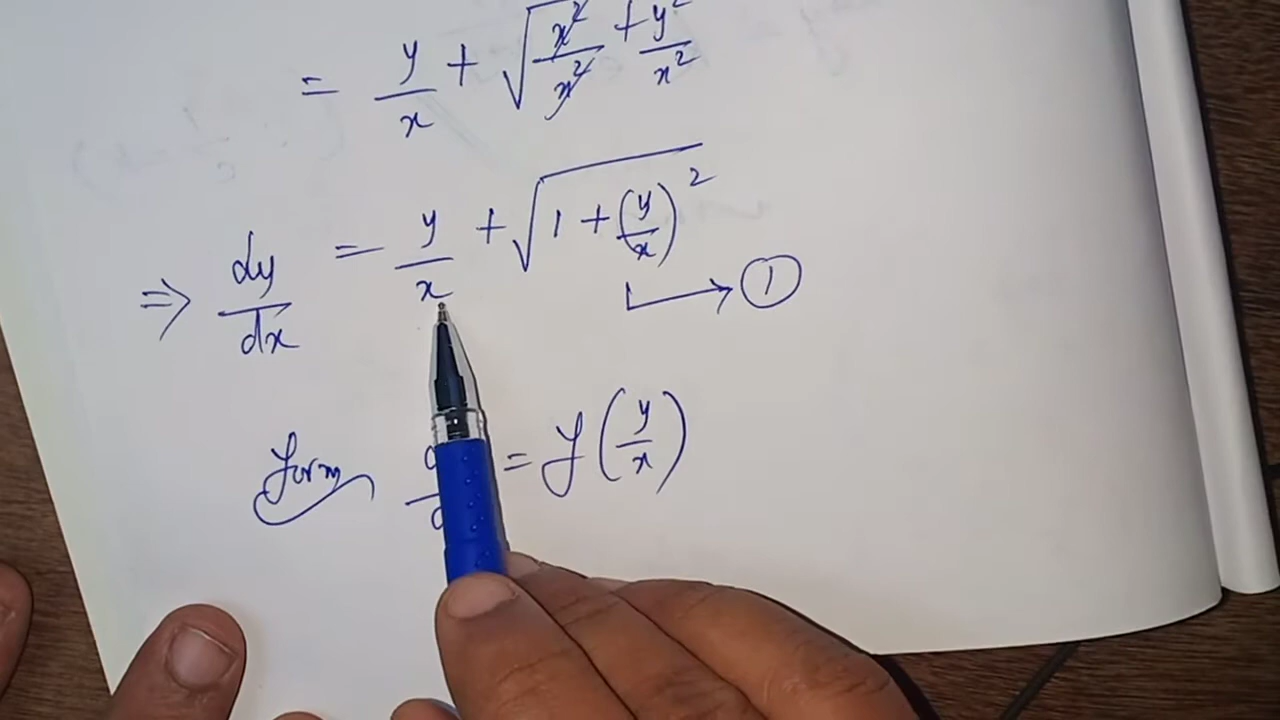 = y/x + √(x²/x² + y²/x²)
⇒ dy/dx = y/x + √(1 + (y/x)²)
→ ①
form = f(y/x)